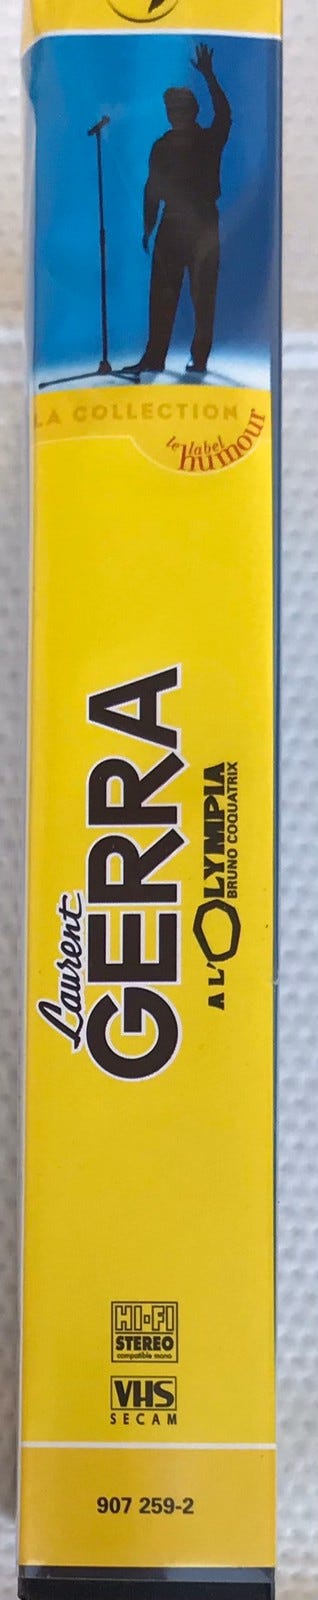 LA COLLECTION
le label
humour
Laurent
GERRA
A L'OLYMPIA
BRUNO COQUATRIX
HI-FI
STEREO
compatible mono
VHS
SECAM
907 259-2